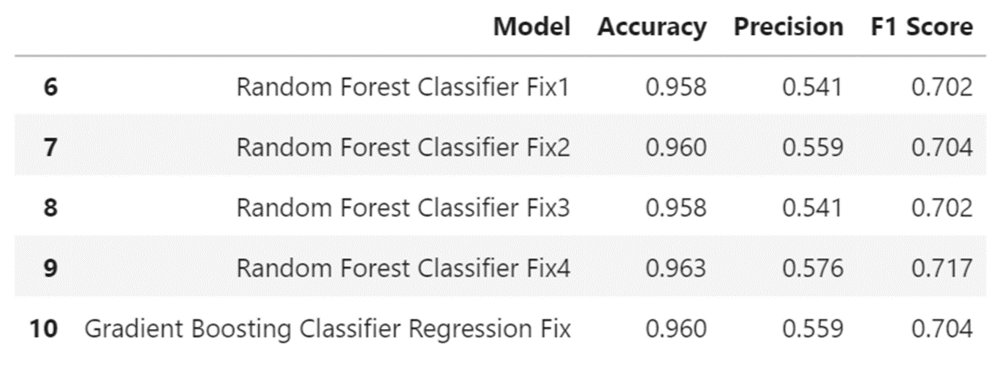 Model Accuracy Precision F1 Score
6 Random Forest Classifier Fix1 0.958 0.541 0.702
7 Random Forest Classifier Fix2 0.960 0.559 0.704
8 Random Forest Classifier Fix3 0.958 0.541 0.702
9 Random Forest Classifier Fix4 0.963 0.576 0.717
10 Gradient Boosting Classifier Regression Fix 0.960 0.559 0.704